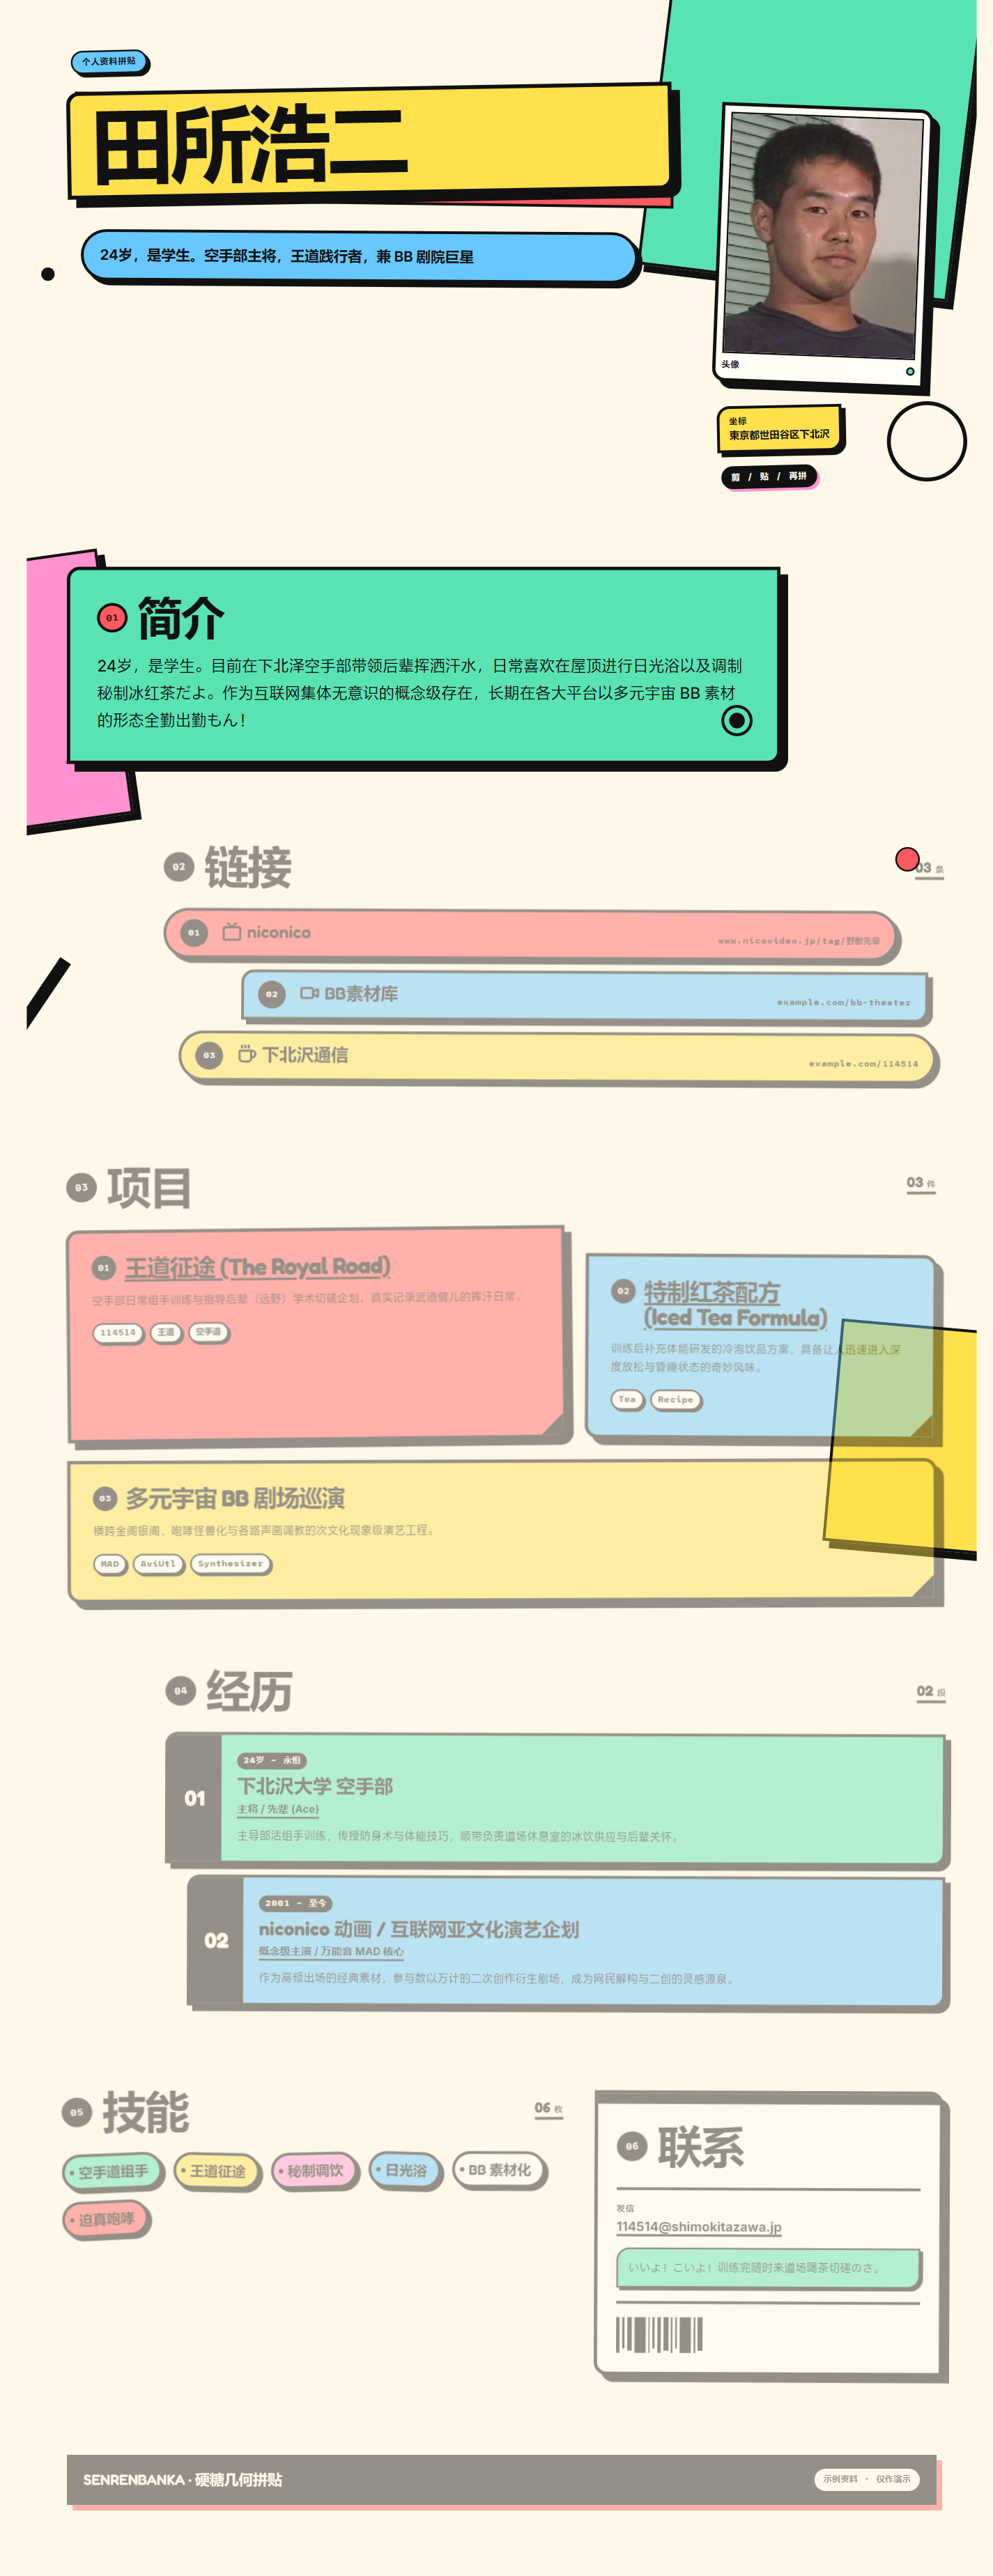 个人资料拼贴
田所浩二
24岁，是学生。空手部主将，王道践行者，兼 BB 剧院巨星
头像
坐标
東京都世田谷区下北沢
剪 / 贴 / 再拼
01 简介
24岁，是学生。目前在下北泽空手部带领后辈挥洒汗水，日常喜欢在屋顶进行日光浴以及调制
秘制冰红茶だよ。作为互联网集体无意识的概念级存在，长期在各大平台以多元宇宙 BB 素材
的形态全勤出勤もん！
02 链接
03 条
01 niconico
www.nicovideo.jp/tag/野獣先輩
02 BB素材库
example.com/bb-theater
03 下北沢通信
example.com/114514
03 项目
03 件
01 王道征途 (The Royal Road)
空手部日常组手训练与指导后辈（远野）学术切磋企划，真实记录武道健儿的挥汗日常。
114514 王道 空手道
02 特制红茶配方
(Iced Tea Formula)
训练后补充体能研发的冷泡饮品方案，具备让人迅速进入深
度放松与昏睡状态的奇妙风味。
Tea Recipe
03 多元宇宙 BB 剧场巡演
横跨金阁银阁、咆哮怪兽化与各路声画调教的次文化现象级演艺工程。
MAD AviUtl Synthesizer
04 经历
02 段
01
24岁 - 永恒
下北沢大学 空手部
主将 / 先辈 (Ace)
主导部活组手训练，传授防身术与体能技巧，顺带负责道场休息室的冰饮供应与后辈关怀。
02
2001 - 至今
niconico 动画 / 互联网亚文化演艺企划
概念级主演 / 万能音 MAD 核心
作为高频出场的经典素材，参与数以万计的二次创作衍生剧场，成为网民解构与二创的灵感源泉。
05 技能
06 枚
空手道组手
王道征途
秘制调饮
日光浴
BB 素材化
迫真咆哮
06 联系
发信
114514@shimokitazawa.jp
いいよ！こいよ！训练完随时来道场喝茶切磋のさ。
SENRENBANKA · 硬糖几何拼贴
示例资料 · 仅作演示